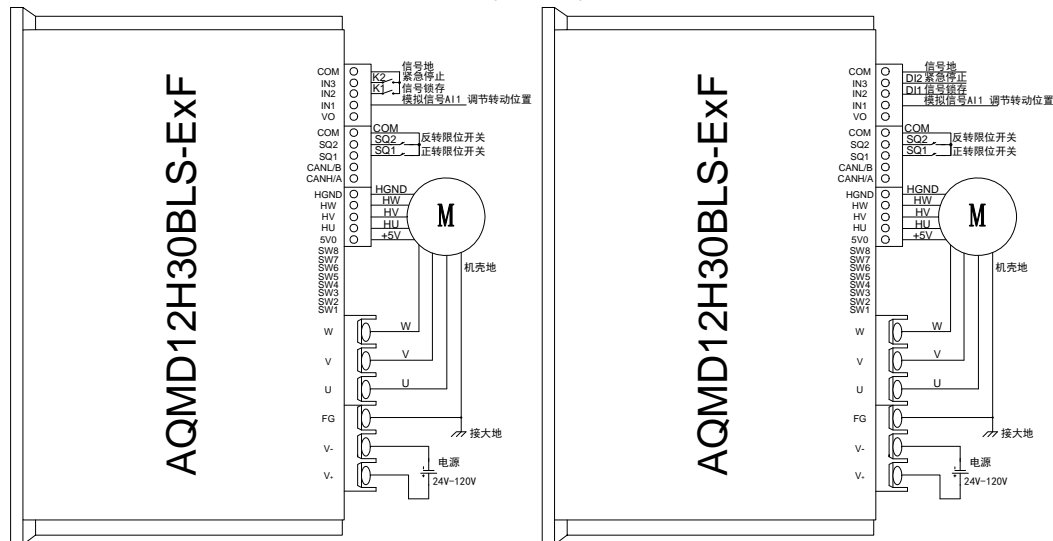 AQMD12H30BLS-ExF
COM
IN3
IN2
IN1
VO
信号地
K2 紧急停止
K1 信号锁存
模拟信号AI1 调节转动位置
COM
SQ2
SQ1
CANL/B
CANH/A
COM
SQ2 反转限位开关
SQ1 正转限位开关
HGND
HW
HV
HU
5V0
HGND
HW
HV
HU
+5V
M
机壳地
SW8
SW7
SW6
SW5
SW4
SW3
SW2
SW1
W
V
U
FG
V-
V+
W
V
U
接大地
电源
24V-120V
AQMD12H30BLS-ExF
COM
IN3
IN2
IN1
VO
信号地
DI2 紧急停止
DI1 信号锁存
模拟信号AI1 调节转动位置
COM
SQ2
SQ1
CANL/B
CANH/A
COM
SQ2 反转限位开关
SQ1 正转限位开关
HGND
HW
HV
HU
5V0
HGND
HW
HV
HU
+5V
M
机壳地
SW8
SW7
SW6
SW5
SW4
SW3
SW2
SW1
W
V
U
FG
V-
V+
W
V
U
接大地
电源
24V-120V